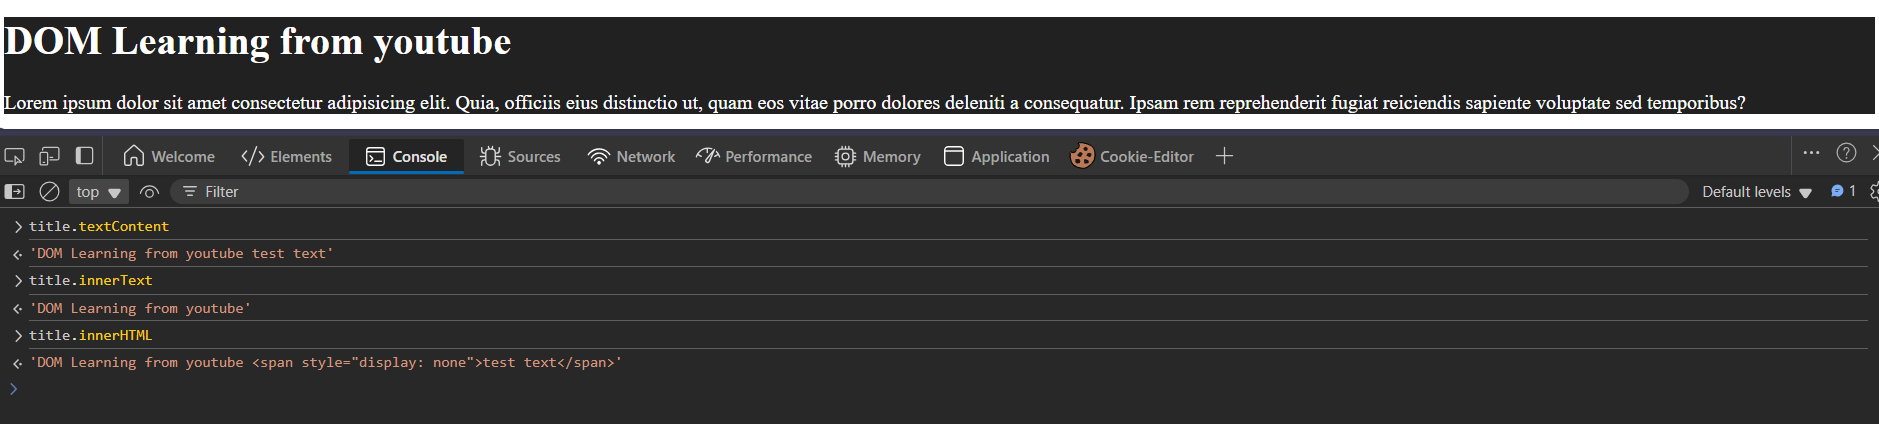 DOM Learning from youtube
Lorem ipsum dolor sit amet consectetur adipisicing elit. Quia, officiis eius distinctio ut, quam eos vitae porro dolores deleniti a consequatur. Ipsam rem reprehenderit fugiat reiciendis sapiente voluptate sed temporibus?
Welcome </> Elements Console Sources Network Performance Memory Application Cookie-Editor
top Filter Default levels 1
title.textContent
'DOM Learning from youtube test text'
title.innerText
'DOM Learning from youtube'
title.innerHTML
'DOM Learning from youtube <span style="display: none">test text</span>'